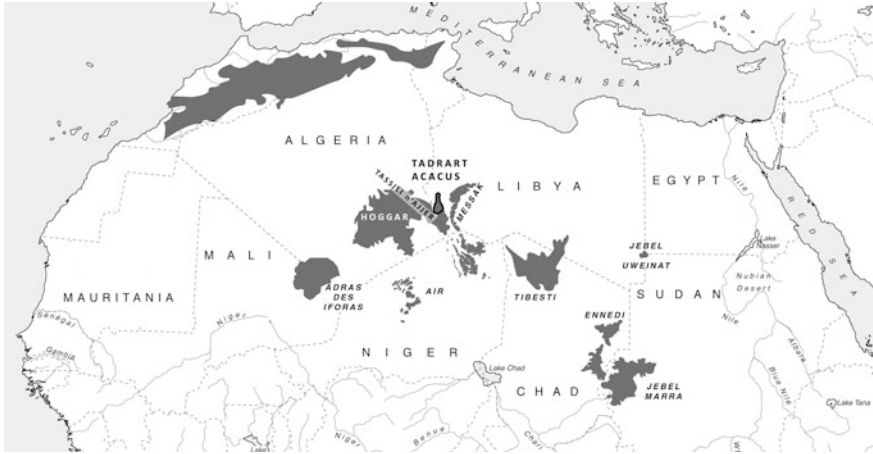 MEDITERRANEAN SEA
ALGERIA
TADRART
ACACUS
TASSILI n'AJJER
MESSAK
LIBYA
EGYPT
Nile
RED SEA
HOGGAR
MALI
ADRAS
DES
IFORAS
AIR
TIBESTI
JEBEL
UWEINAT
Lake
Nasser
Nubian
Desert
MAURITANIA
SUDAN
Nile
Sénégal
Gambia
Niger
NIGER
ENNEDI
Lake Chad
CHAD
JEBEL
MARRA
Atbara
Blue Nile
Lake Tana
Niger
Benue
Chari
Lake